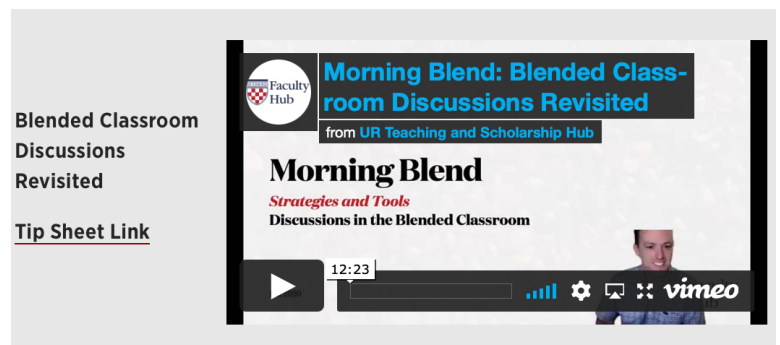 Blended Classroom
Discussions
Revisited
Tip Sheet Link
Faculty
Hub
Morning Blend: Blended Class-
room Discussions Revisited
from UR Teaching and Scholarship Hub
Morning Blend
Strategies and Tools
Discussions in the Blended Classroom
12:23
vimeo